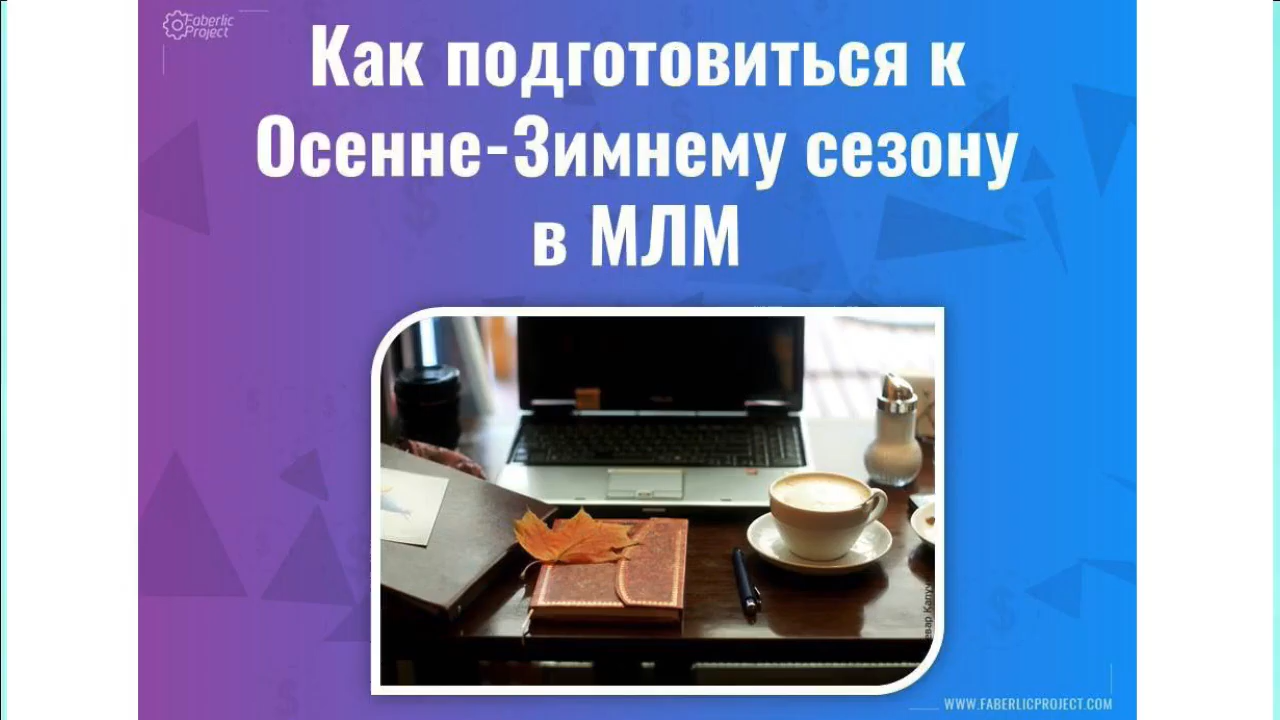 Faberlic
Project
Как подготовиться к
Осенне-Зимнему сезону
в МЛМ
WWW.FABERLICPROJECT.COM